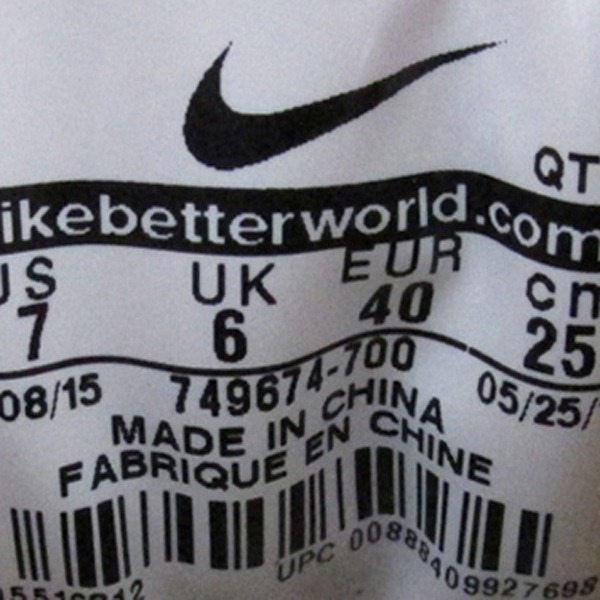 QT
ikebetterworld.com
US UK EUR cm
7 6 40 25
08/15 749674-700 05/25/
MADE IN CHINA
FABRIQUE EN CHINE
UPC 00888409927698